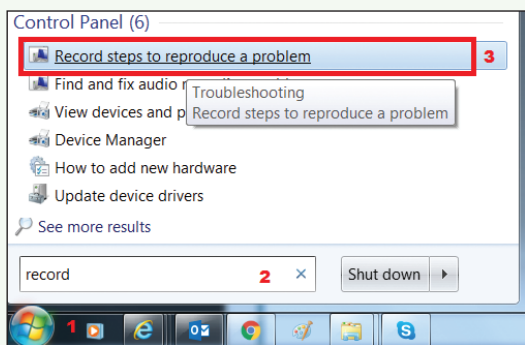 Control Panel (6)
Record steps to reproduce a problem 3
Find and fix audio
Troubleshooting
View devices and p
Record steps to reproduce a problem
Device Manager
How to add new hardware
Update device drivers
See more results
record 2 × Shut down
1